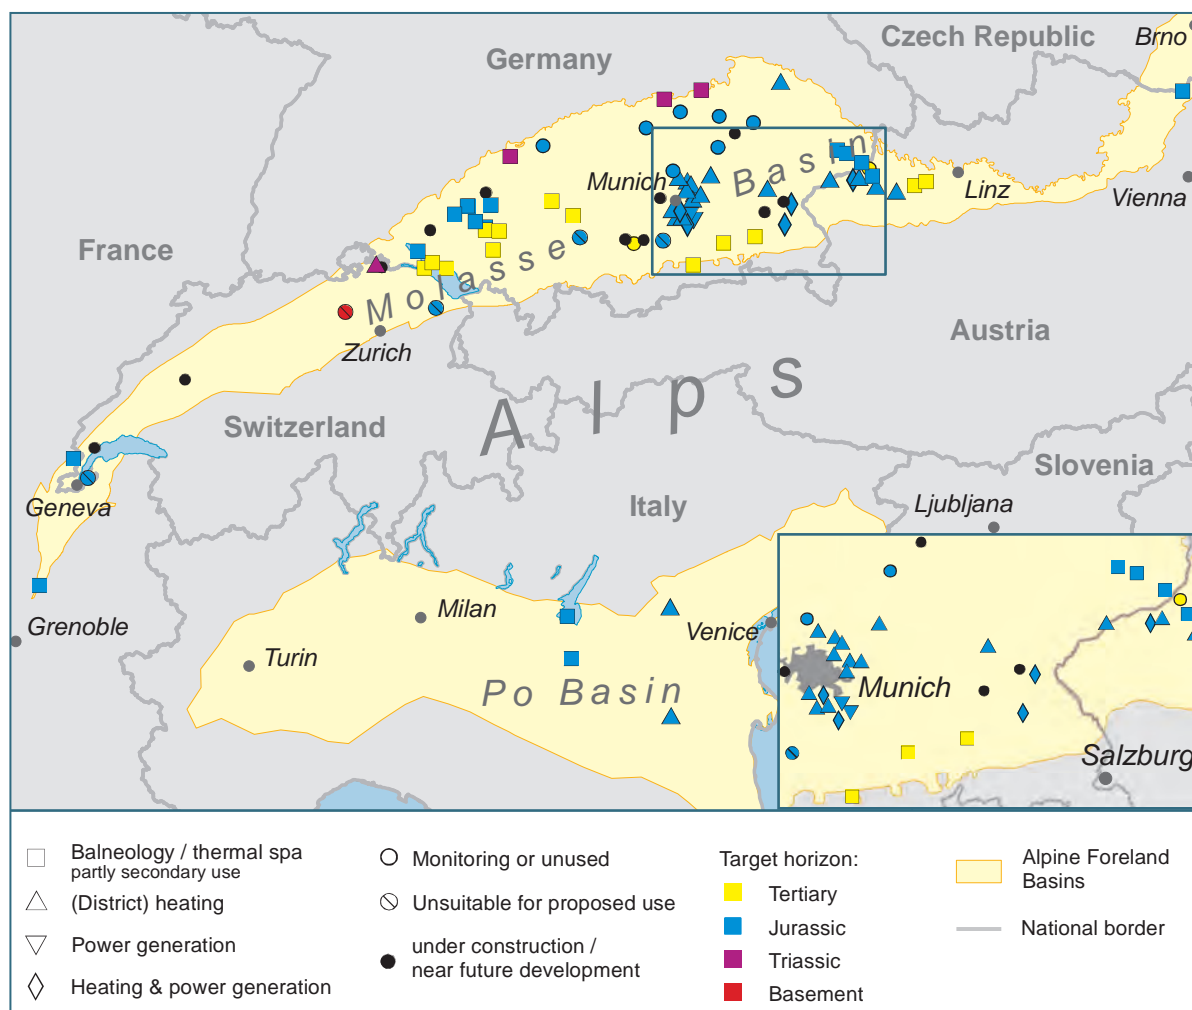 Czech Republic
Brno
Germany
Basin
Munich
Linz
Vienna
France
Molasse
Zurich
Austria
Alps
Switzerland
Slovenia
Geneva
Italy
Ljubljana
Grenoble
Milan
Venice
Turin
Po Basin
Munich
Salzburg
Balneology / thermal spa
partly secondary use
(District) heating
Power generation
Heating & power generation
Monitoring or unused
Unsuitable for proposed use
under construction /
near future development
Target horizon:
Tertiary
Jurassic
Triassic
Basement
Alpine Foreland
Basins
National border